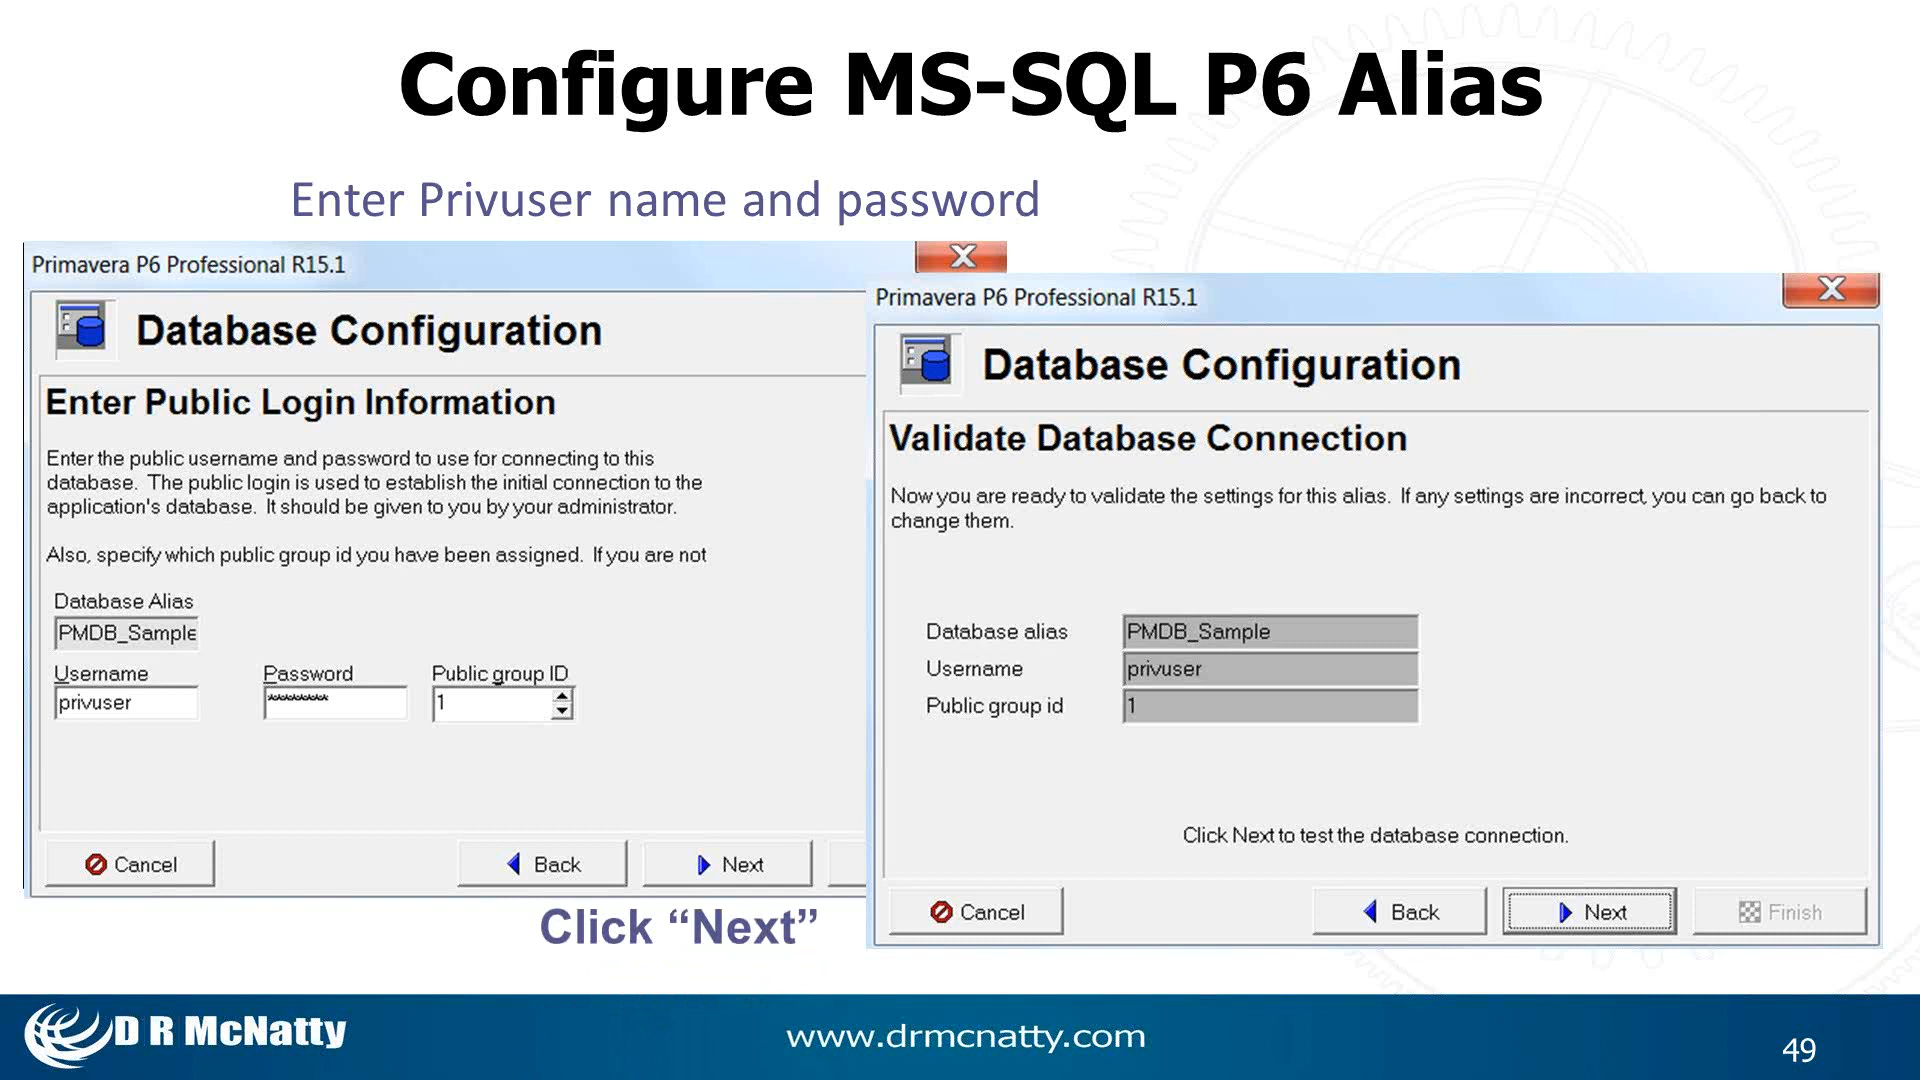 Configure MS-SQL P6 Alias
Enter Privuser name and password
Primavera P6 Professional R15.1
Database Configuration
Enter Public Login Information
Enter the public username and password to use for connecting to this
database. The public login is used to establish the initial connection to the
application's database. It should be given to you by your administrator.
Also, specify which public group id you have been assigned. If you are not
Database Alias
PMDB_Sample
Username
Password
Public group ID
privuser
*********
1
Cancel
Back
Next
Click “Next”
Primavera P6 Professional R15.1
Database Configuration
Validate Database Connection
Now you are ready to validate the settings for this alias. If any settings are incorrect, you can go back to
change them.
Database alias
PMDB_Sample
Username
privuser
Public group id
1
Click Next to test the database connection.
Cancel
Back
Next
Finish
D R McNatty
www.drmcnatty.com
49